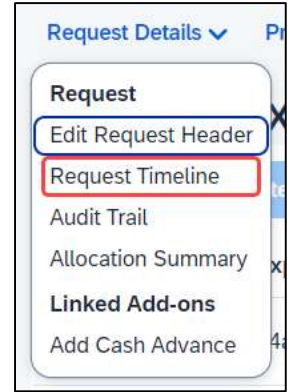 Request Details
Request
Edit Request Header
Request Timeline
Audit Trail
Allocation Summary
Linked Add-ons
Add Cash Advance